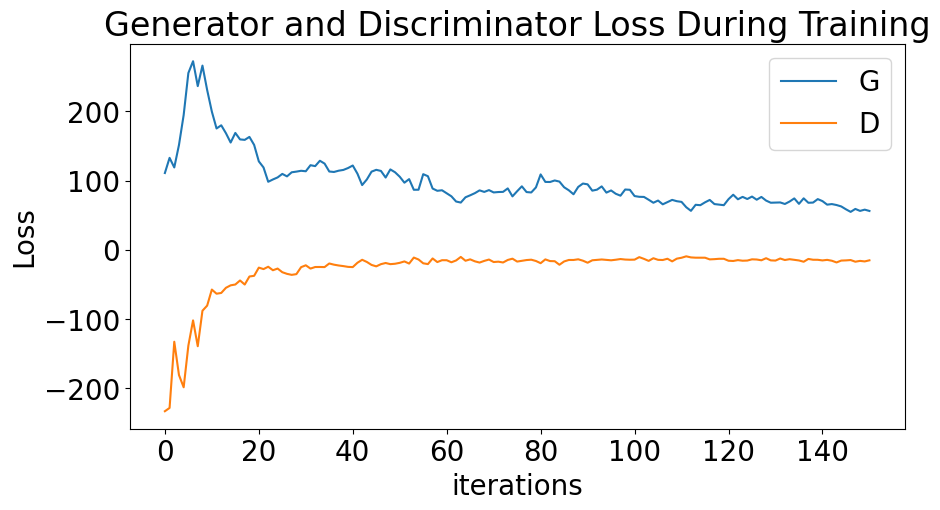 Generator and Discriminator Loss During Training
G
D
200
100
0
−100
−200
Loss
0 20 40 60 80 100 120 140
iterations